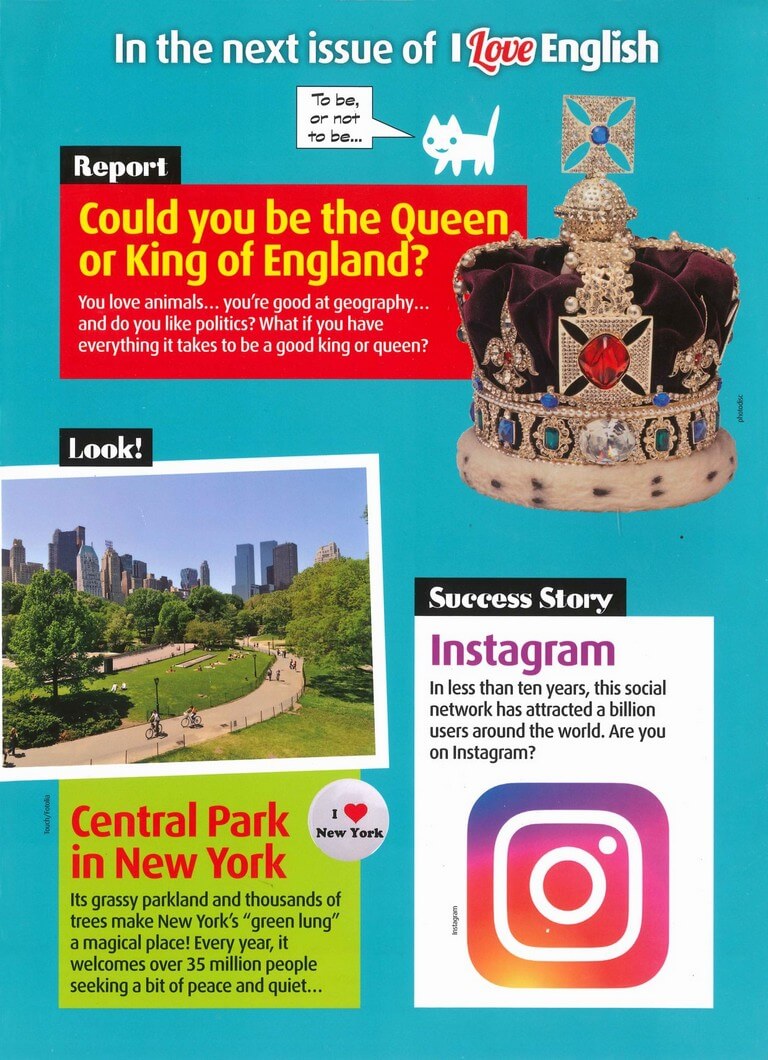 In the next issue of I Love English
To be,
or not
to be...
Report
Could you be the Queen
or King of England?
You love animals... you're good at geography...
and do you like politics? What if you have
everything it takes to be a good king or queen?
photodisc
Look!
Success Story
Instagram
In less than ten years, this social
network has attracted a billion
users around the world. Are you
on Instagram?
Instagram
I ❤
New York
Central Park
in New York
Its grassy parkland and thousands of
trees make New York's "green lung"
a magical place! Every year, it
welcomes over 35 million people
seeking a bit of peace and quiet...